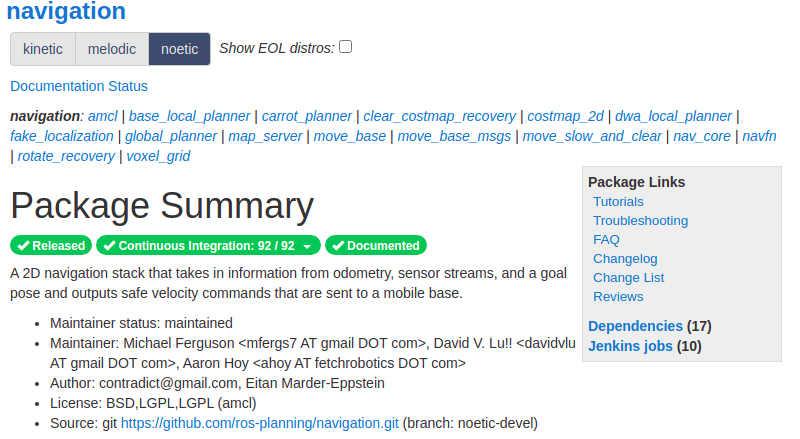 navigation
kinetic melodic noetic Show EOL distros:
Documentation Status
navigation: amcl | base_local_planner | carrot_planner | clear_costmap_recovery | costmap_2d | dwa_local_planner |
fake_localization | global_planner | map_server | move_base | move_base_msgs | move_slow_and_clear | nav_core | navfn
| rotate_recovery | voxel_grid
Package Summary
Released Continuous Integration: 92 / 92 Documented
A 2D navigation stack that takes in information from odometry, sensor streams, and a goal
pose and outputs safe velocity commands that are sent to a mobile base.
• Maintainer status: maintained
• Maintainer: Michael Ferguson <mfergs7 AT gmail DOT com>, David V. Lu!! <davidvlu
AT gmail DOT com>, Aaron Hoy <ahoy AT fetchrobotics DOT com>
• Author: contradict@gmail.com, Eitan Marder-Eppstein
• License: BSD,LGPL,LGPL (amcl)
• Source: git https://github.com/ros-planning/navigation.git (branch: noetic-devel)
Package Links
Tutorials
Troubleshooting
FAQ
Changelog
Change List
Reviews
Dependencies (17)
Jenkins jobs (10)